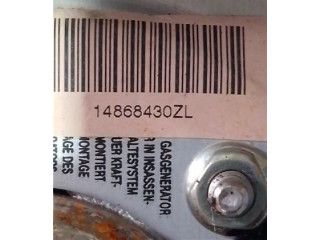 14868430ZL
GASGENERATOR
R IN INSASSEN-
ALTESYSTEM
UER KRAFT-
MONTIERT
MONTAGE
AGE DES